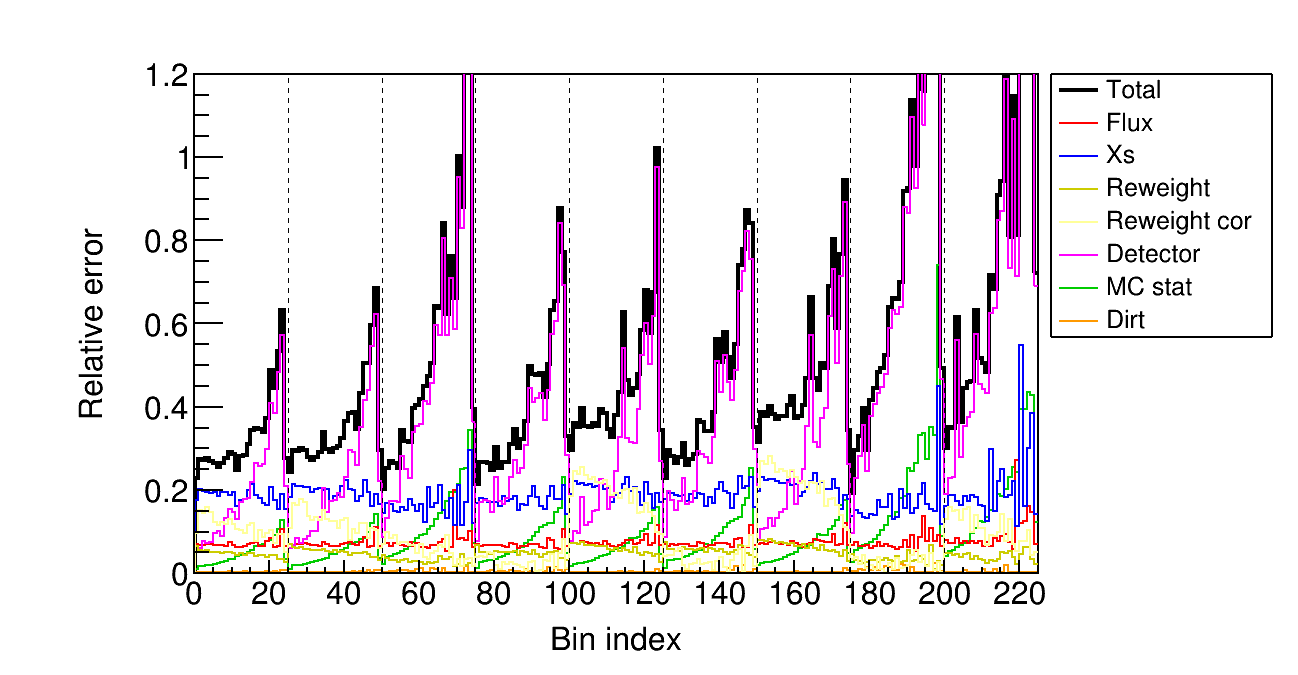 1.2
1
0.8
0.6
0.4
0.2
0
Relative error
0 20 40 60 80 100 120 140 160 180 200 220
Bin index
Total
Flux
Xs
Reweight
Reweight cor
Detector
MC stat
Dirt